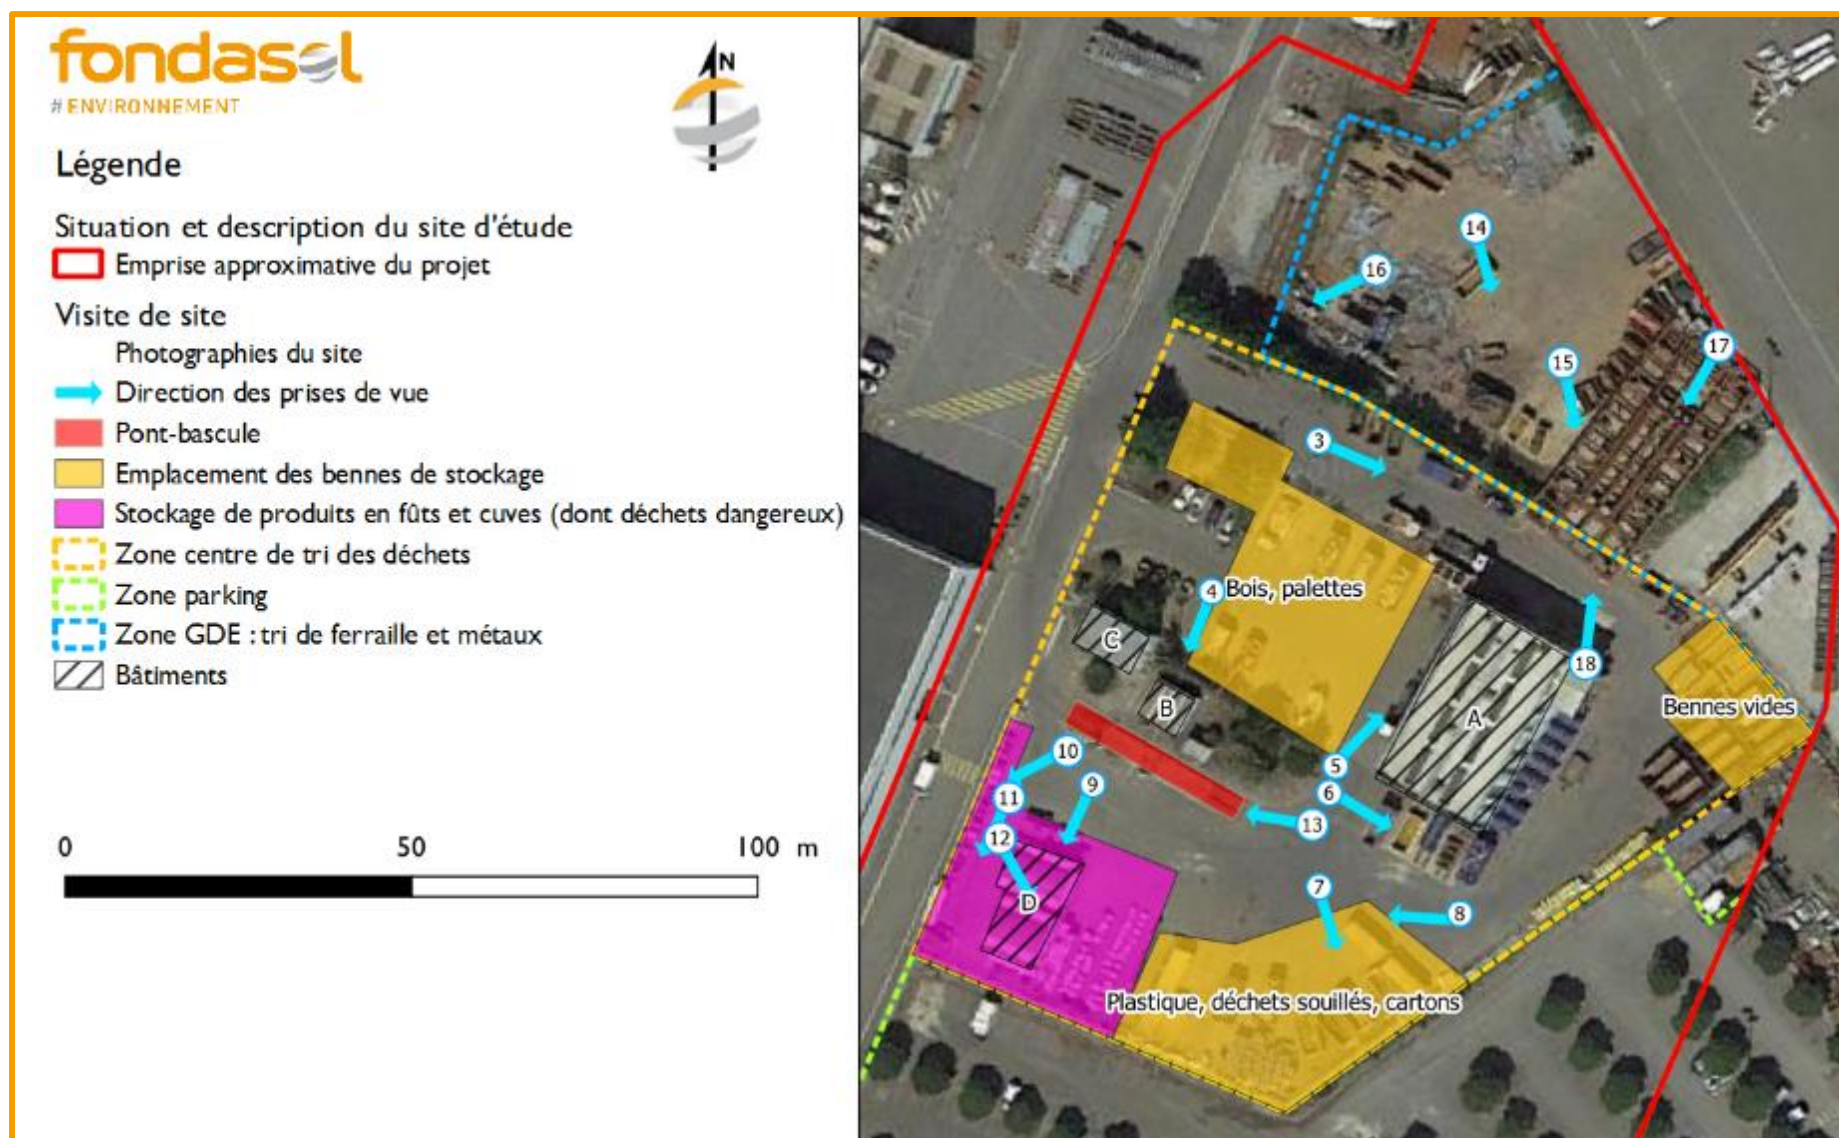 fondasol
# ENVIRONNEMENT
N
Légende
Situation et description du site d'étude
Emprise approximative du projet
Visite de site
Photographies du site
Direction des prises de vue
Pont-bascule
Emplacement des bennes de stockage
Stockage de produits en fûts et cuves (dont déchets dangereux)
Zone centre de tri des déchets
Zone parking
Zone GDE : tri de ferraille et métaux
Bâtiments
0 50 100 m
14
16
17
15
3
4
Bois, palettes
C
18
B
A
Bennes vides
10
5
9
6
11
13
12
7
D
8
Plastique, déchets souillés, cartons